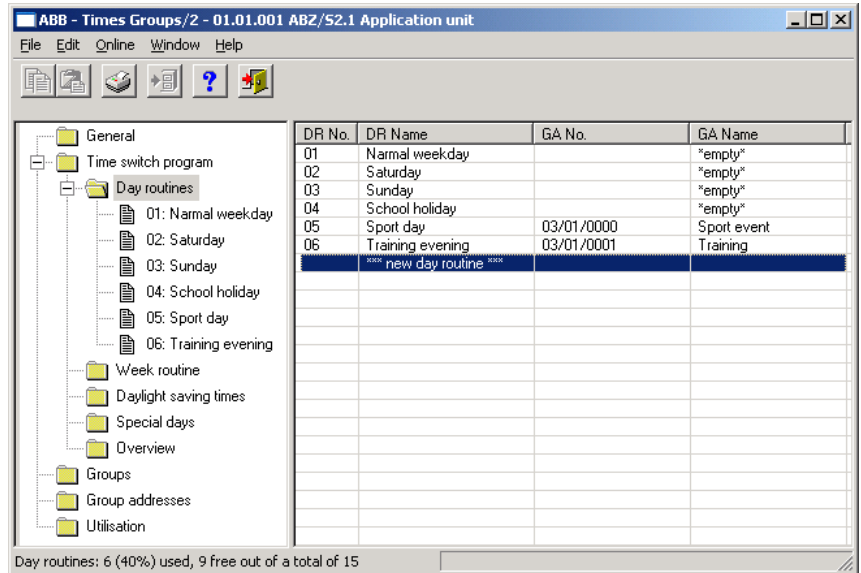 ABB - Times Groups/2 - 01.01.001 ABZ/S2.1 Application unit
File Edit Online Window Help
General
Time switch program
Day routines
01: Narmal weekday
02: Saturday
03: Sunday
04: School holiday
05: Sport day
06: Training evening
Week routine
Daylight saving times
Special days
Overview
Groups
Group addresses
Utilisation
DR No. DR Name GA No. GA Name
01 Narmal weekday *empty*
02 Saturday *empty*
03 Sunday *empty*
04 School holiday *empty*
05 Sport day 03/01/0000 Sport event
06 Training evening 03/01/0001 Training
*** new day routine ***
Day routines: 6 (40%) used, 9 free out of a total of 15